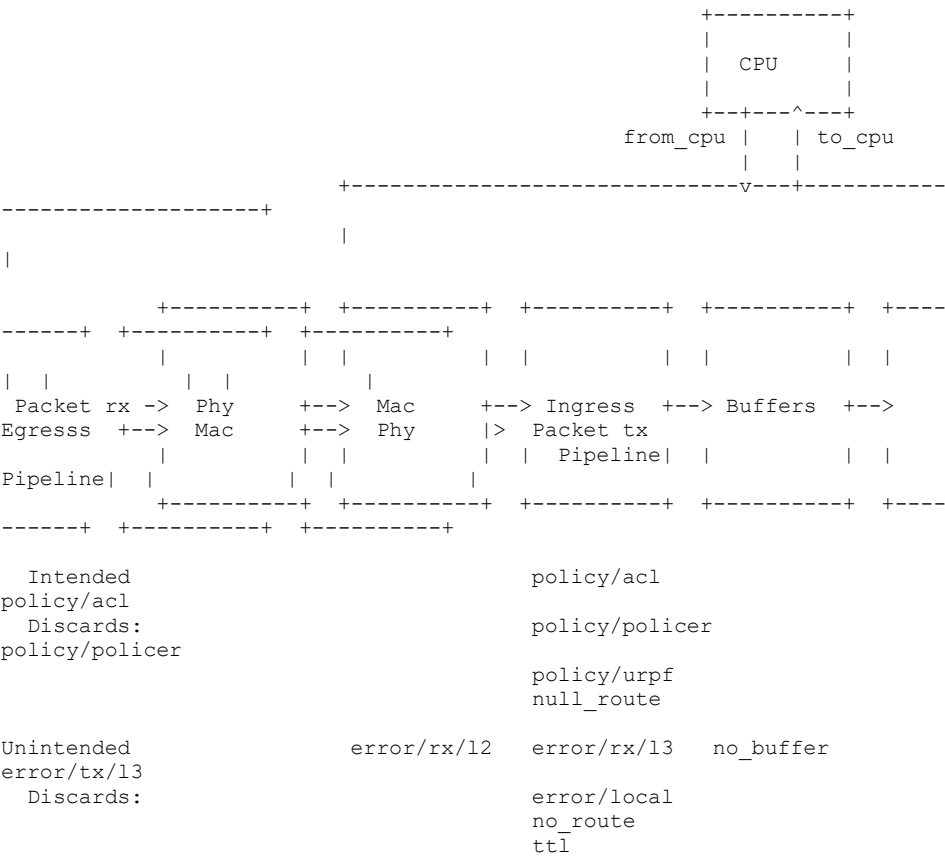 +----------+
                                                      |          |
                                                      |  CPU     |
                                                      |          |
                                                      +--+---^---+
                                                from_cpu |   | to_cpu
                                                         |   |
                          +------------------------------v---+-----------
--------------------+
                          |
|

            +----------+  +----------+  +----------+  +----------+  +----
------+  +----------+  +----------+
            |          |  |          |  |          |  |          |  |
|  |          |  |          |
 Packet rx ->  Phy     +-->  Mac     +--> Ingress  +--> Buffers  +-->
Egresss  +-->  Mac     +-->  Phy     |>  Packet tx
            |          |  |          |  |  Pipeline|  |          |  |
Pipeline|  |          |  |          |
            +----------+  +----------+  +----------+  +----------+  +----
------+  +----------+  +----------+

  Intended                               policy/acl
policy/acl
  Discards:                              policy/policer
policy/policer
                                         policy/urpf
                                         null_route

Unintended                 error/rx/l2   error/rx/l3   no_buffer
error/tx/l3
  Discards:                              error/local
                                         no_route
                                         ttl